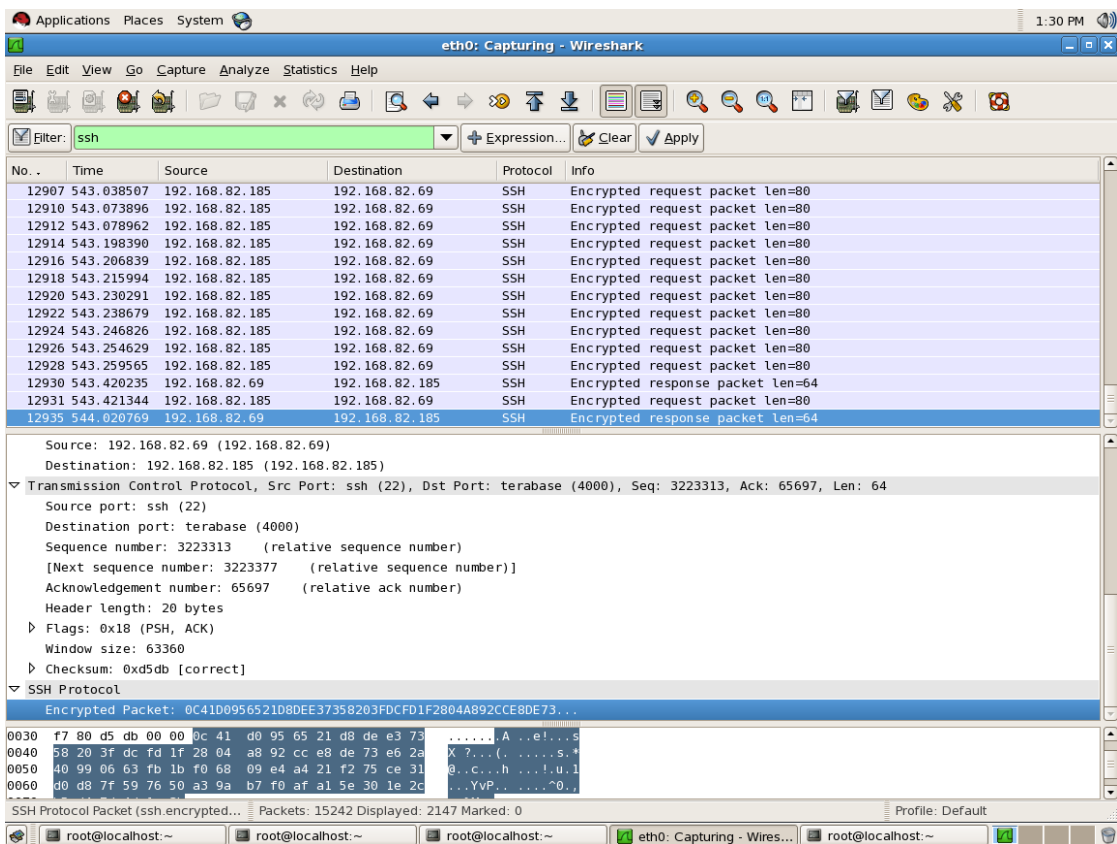 Applications Places System 1:30 PM
eth0: Capturing - Wireshark
File Edit View Go Capture Analyze Statistics Help
Filter: ssh Expression... Clear Apply
No. . Time Source Destination Protocol Info
12907 543.038507 192.168.82.185 192.168.82.69 SSH Encrypted request packet len=80
12910 543.073896 192.168.82.185 192.168.82.69 SSH Encrypted request packet len=80
12912 543.078962 192.168.82.185 192.168.82.69 SSH Encrypted request packet len=80
12914 543.198390 192.168.82.185 192.168.82.69 SSH Encrypted request packet len=80
12916 543.206839 192.168.82.185 192.168.82.69 SSH Encrypted request packet len=80
12918 543.215994 192.168.82.185 192.168.82.69 SSH Encrypted request packet len=80
12920 543.230291 192.168.82.185 192.168.82.69 SSH Encrypted request packet len=80
12922 543.238679 192.168.82.185 192.168.82.69 SSH Encrypted request packet len=80
12924 543.246826 192.168.82.185 192.168.82.69 SSH Encrypted request packet len=80
12926 543.254629 192.168.82.185 192.168.82.69 SSH Encrypted request packet len=80
12928 543.259565 192.168.82.185 192.168.82.69 SSH Encrypted request packet len=80
12930 543.420235 192.168.82.69 192.168.82.185 SSH Encrypted response packet len=64
12931 543.421344 192.168.82.185 192.168.82.69 SSH Encrypted request packet len=80
12935 544.020769 192.168.82.69 192.168.82.185 SSH Encrypted response packet len=64
Source: 192.168.82.69 (192.168.82.69)
Destination: 192.168.82.185 (192.168.82.185)
Transmission Control Protocol, Src Port: ssh (22), Dst Port: terabase (4000), Seq: 3223313, Ack: 65697, Len: 64
Source port: ssh (22)
Destination port: terabase (4000)
Sequence number: 3223313 (relative sequence number)
[Next sequence number: 3223377 (relative sequence number)]
Acknowledgement number: 65697 (relative ack number)
Header length: 20 bytes
Flags: 0x18 (PSH, ACK)
Window size: 63360
Checksum: 0xd5db [correct]
SSH Protocol
Encrypted Packet: 0C41D0956521D8DEE37358203FDCFD1F2804A892CCE8DE73...
0030 f7 80 d5 db 00 00 0c 41 d0 95 65 21 d8 de e3 73 .......A ..e!...s
0040 58 20 3f dc fd 1f 28 04 a8 92 cc e8 de 73 e6 2a X ?...(. .....s.*
0050 40 99 06 63 fb 1b f0 68 09 e4 a4 21 f2 75 ce 31 @..c...h ...!.u.1
0060 d0 d8 7f 59 76 50 a3 9a b7 f0 af a1 5e 30 1e 2c ...YvP.. ....^0.,
SSH Protocol Packet (ssh.encrypted... Packets: 15242 Displayed: 2147 Marked: 0 Profile: Default
root@localhost:~ root@localhost:~ root@localhost:~ eth0: Capturing - Wires... root@localhost:~